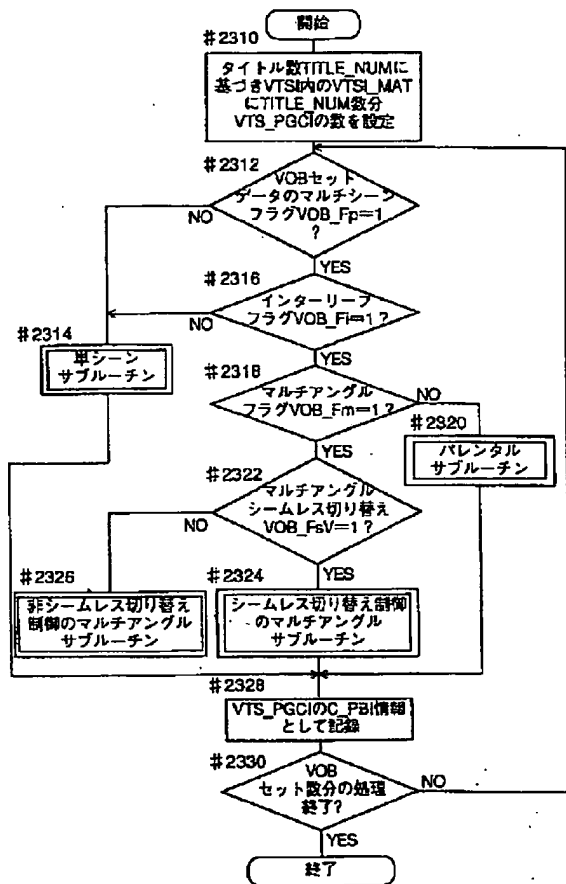 開始
#2310
タイトル数TITLE_NUMに
基づきVTSI内のVTSI_MAT
にTITLE_NUM数分
VTS_PGCIの数を設定
#2312
VOBセット
データのマルチシーン
フラグVOB_Fp=1
?
NO
YES
#2316
インターリーブ
フラグVOB_Fi=1?
NO
YES
#2314
単シーン
サブルーチン
#2318
マルチアングル
フラグVOB_Fm=1?
NO
YES
#2320
パレンタル
サブルーチン
#2322
マルチアングル
シームレス切り替え
VOB_FsV=1?
NO
YES
#2326
非シームレス切り替え
制御のマルチアングル
サブルーチン
#2324
シームレス切り替え制御
のマルチアングル
サブルーチン
#2328
VTS_PGCIのC_PBI情報
として記録
#2330
VOB
セット数分の処理
終了?
NO
YES
終了